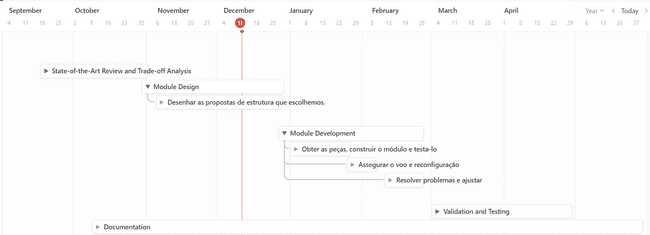 September October November December January February March April Year Today
4 11 18 25 2 9 16 23 30 6 13 20 27 4 11 18 25 1 8 15 22 29 5 12 19 26 4 11 18 25 1 8 15 22 29 6 13 20 27
State-of-the-Art Review and Trade-off Analysis
Module Design
Desenhar as propostas de estrutura que escolhemos.
Module Development
Obter as peças, construir o módulo e testa-lo
Assegurar o voo e reconfiguração
Resolver problemas e ajustar
Validation and Testing
Documentation